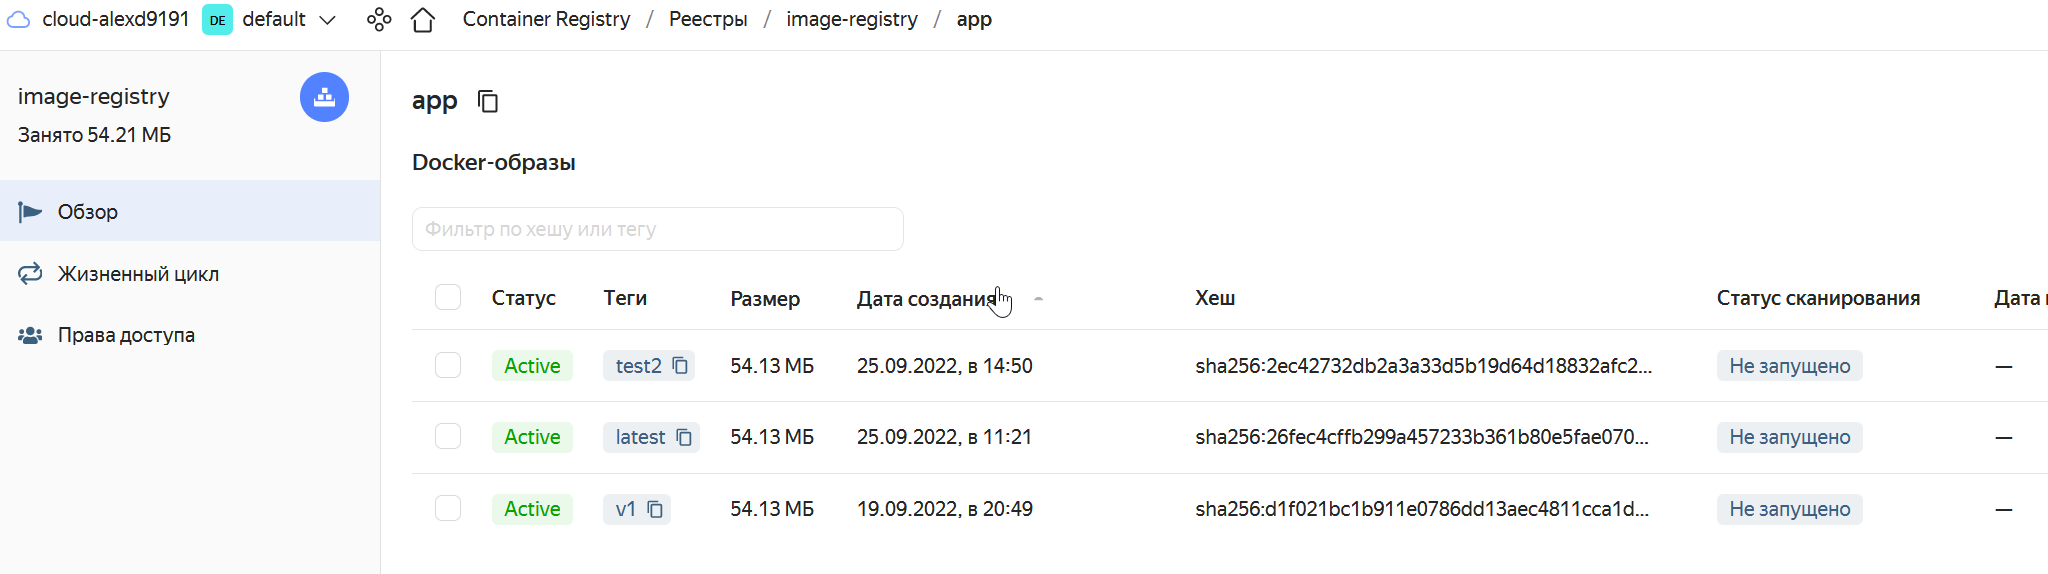 cloud-alexd9191 DE default Container Registry / Реестры / image-registry / app
image-registry
Занято 54.21 МБ
Обзор
Жизненный цикл
Права доступа
app
Docker-образы
Фильтр по хешу или тегу
Статус Теги Размер Дата создания Хеш Статус сканирования Дата
Active test2 54.13 МБ 25.09.2022, в 14:50 sha256:2ec42732db2a3a33d5b19d64d18832afc2... Не запущено —
Active latest 54.13 МБ 25.09.2022, в 11:21 sha256:26fec4cffb299a457233b361b80e5fae070... Не запущено —
Active v1 54.13 МБ 19.09.2022, в 20:49 sha256:d1f021bc1b911e0786dd13aec4811cca1d... Не запущено —